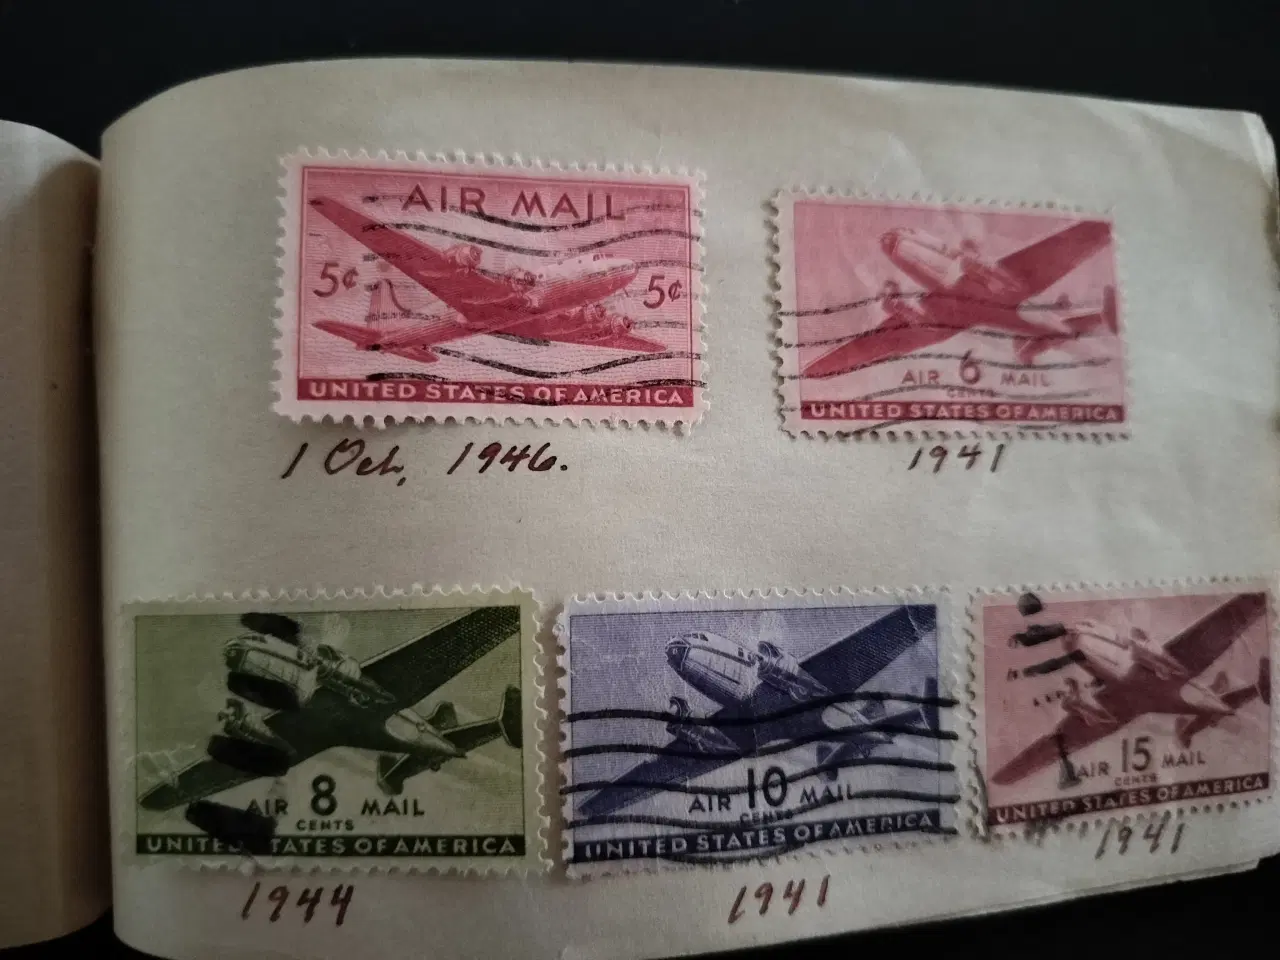 AIR MAIL
5¢ 5¢
UNITED STATES OF AMERICA
1 Oct, 1946.
AIR 6 MAIL
CENTS
UNITED STATES OF AMERICA
1941
AIR 8 MAIL
CENTS
UNITED STATES OF AMERICA
1944
AIR 10 MAIL
CENTS
UNITED STATES OF AMERICA
1941
AIR 15 MAIL
CENTS
UNITED STATES OF AMERICA
1941